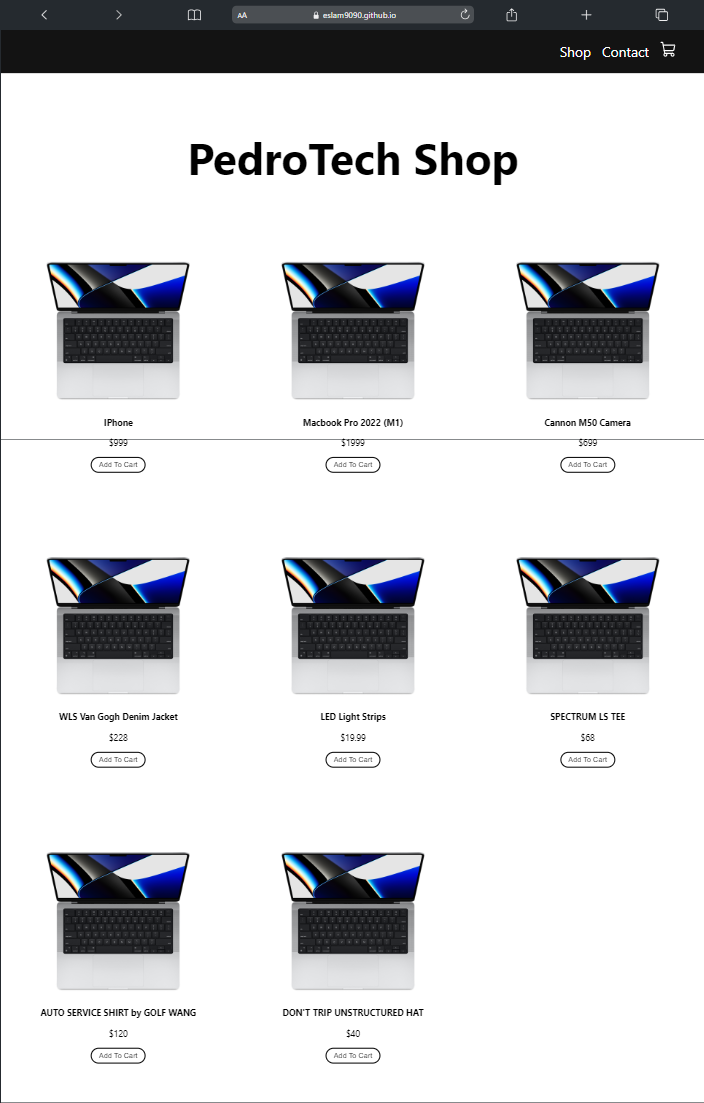 AA eslam9090.github.io
Shop Contact
PedroTech Shop
IPhone
$999
Add To Cart
Macbook Pro 2022 (M1)
$1999
Add To Cart
Cannon M50 Camera
$699
Add To Cart
WLS Van Gogh Denim Jacket
$228
Add To Cart
LED Light Strips
$19.99
Add To Cart
SPECTRUM LS TEE
$68
Add To Cart
AUTO SERVICE SHIRT by GOLF WANG
$120
Add To Cart
DON'T TRIP UNSTRUCTURED HAT
$40
Add To Cart